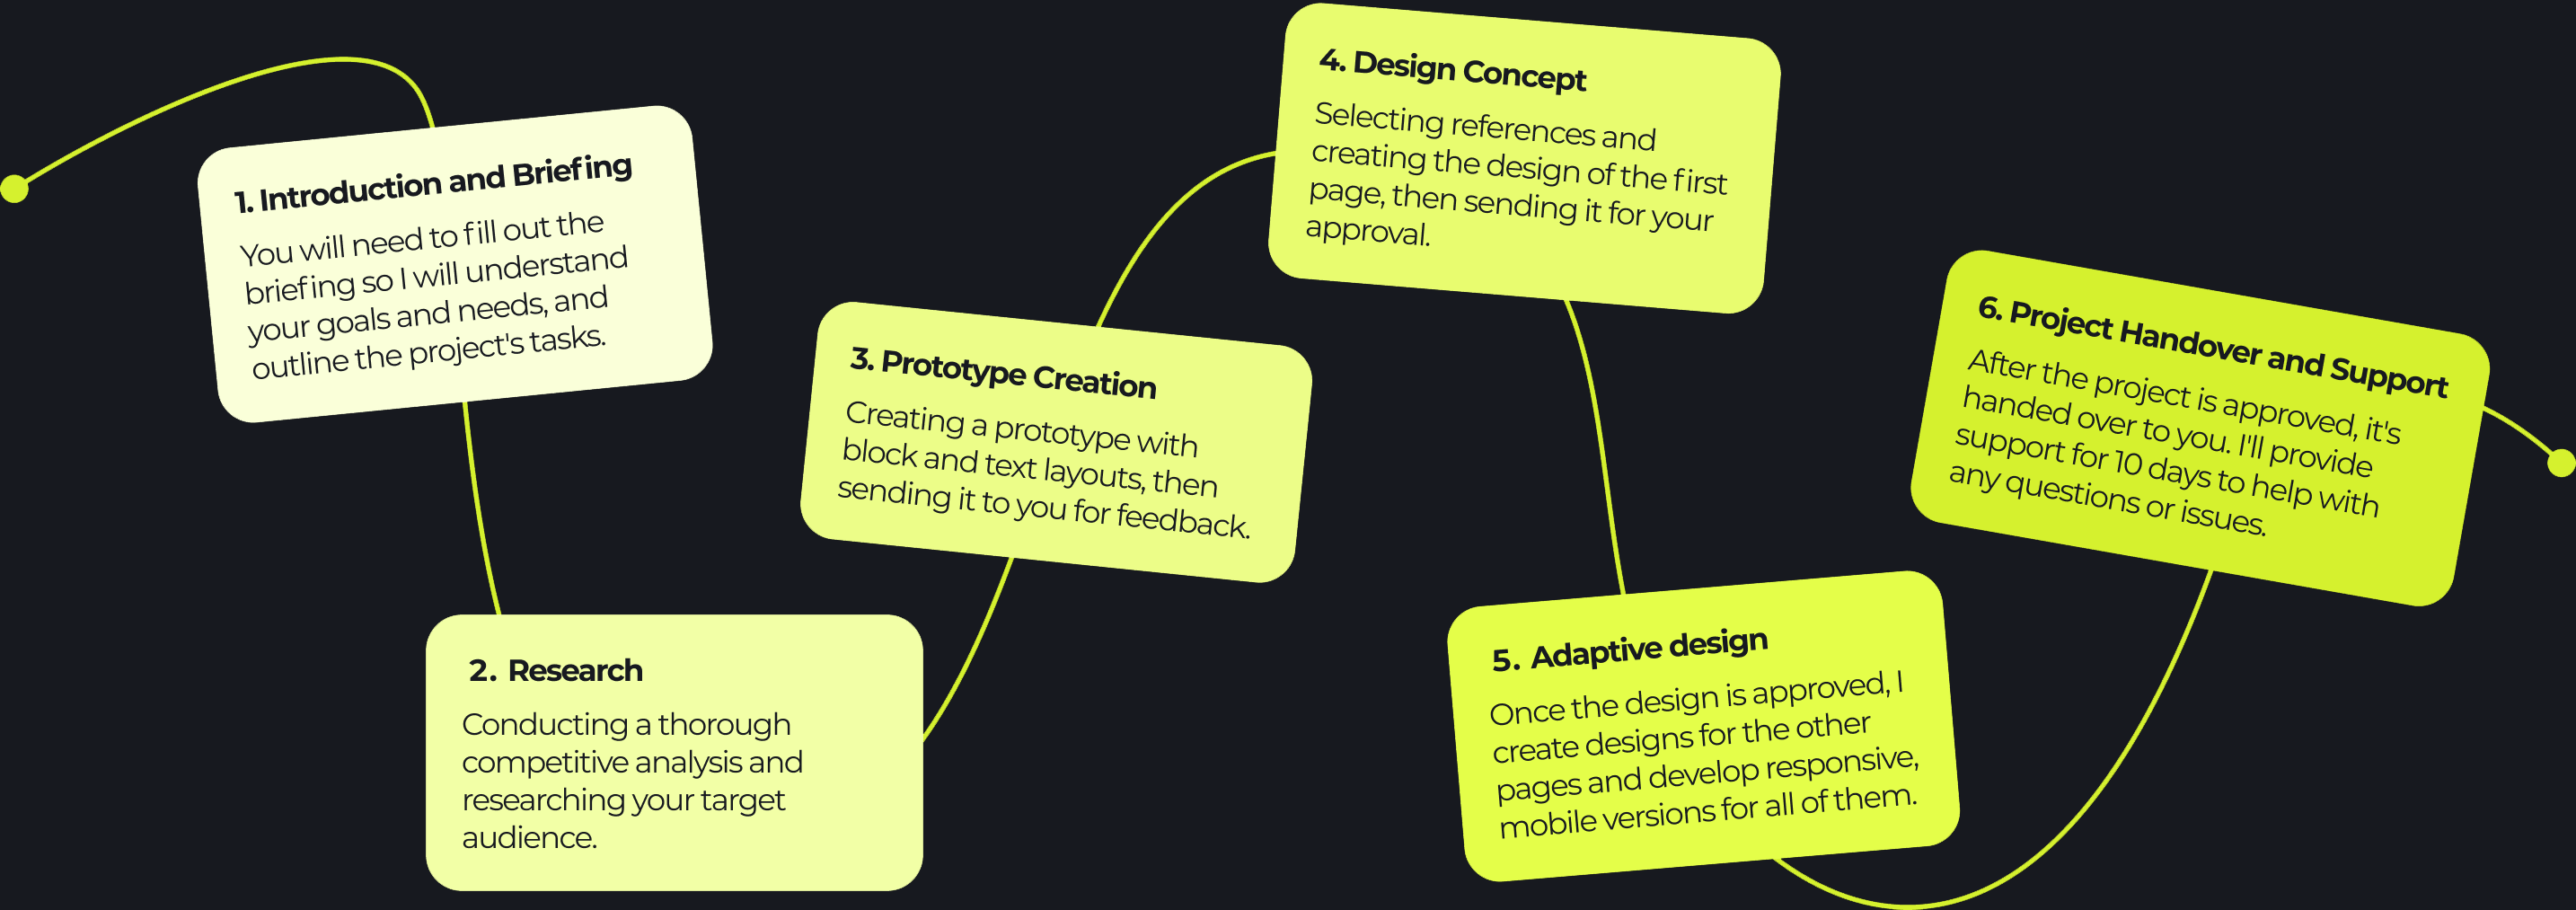 1. Introduction and Briefing
You will need to fill out the
briefing so I will understand
your goals and needs, and
outline the project's tasks.
2. Research
Conducting a thorough
competitive analysis and
researching your target
audience.
3. Prototype Creation
Creating a prototype with
block and text layouts, then
sending it to you for feedback.
4. Design Concept
Selecting references and
creating the design of the first
page, then sending it for your
approval.
5. Adaptive design
Once the design is approved, I
create designs for the other
pages and develop responsive,
mobile versions for all of them.
6. Project Handover and Support
After the project is approved, it's
handed over to you. I'll provide
support for 10 days to help with
any questions or issues.